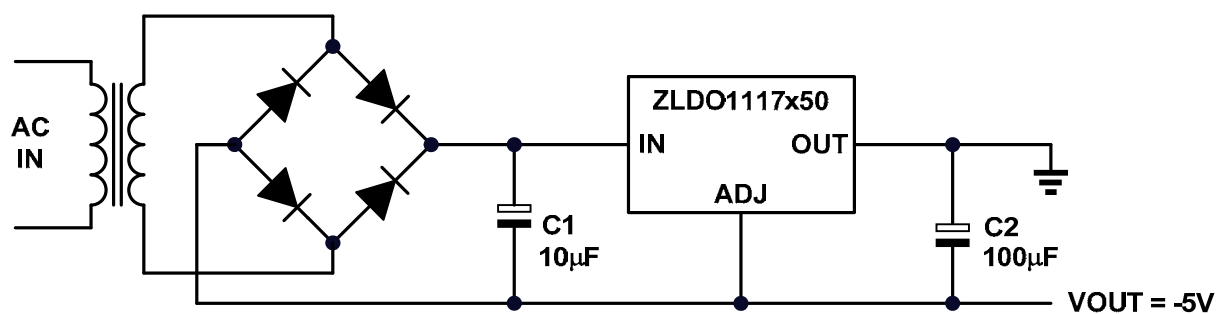 AC
IN
ZLDO1117x50
IN
OUT
ADJ
C1
10μF
C2
100μF
VOUT = -5V